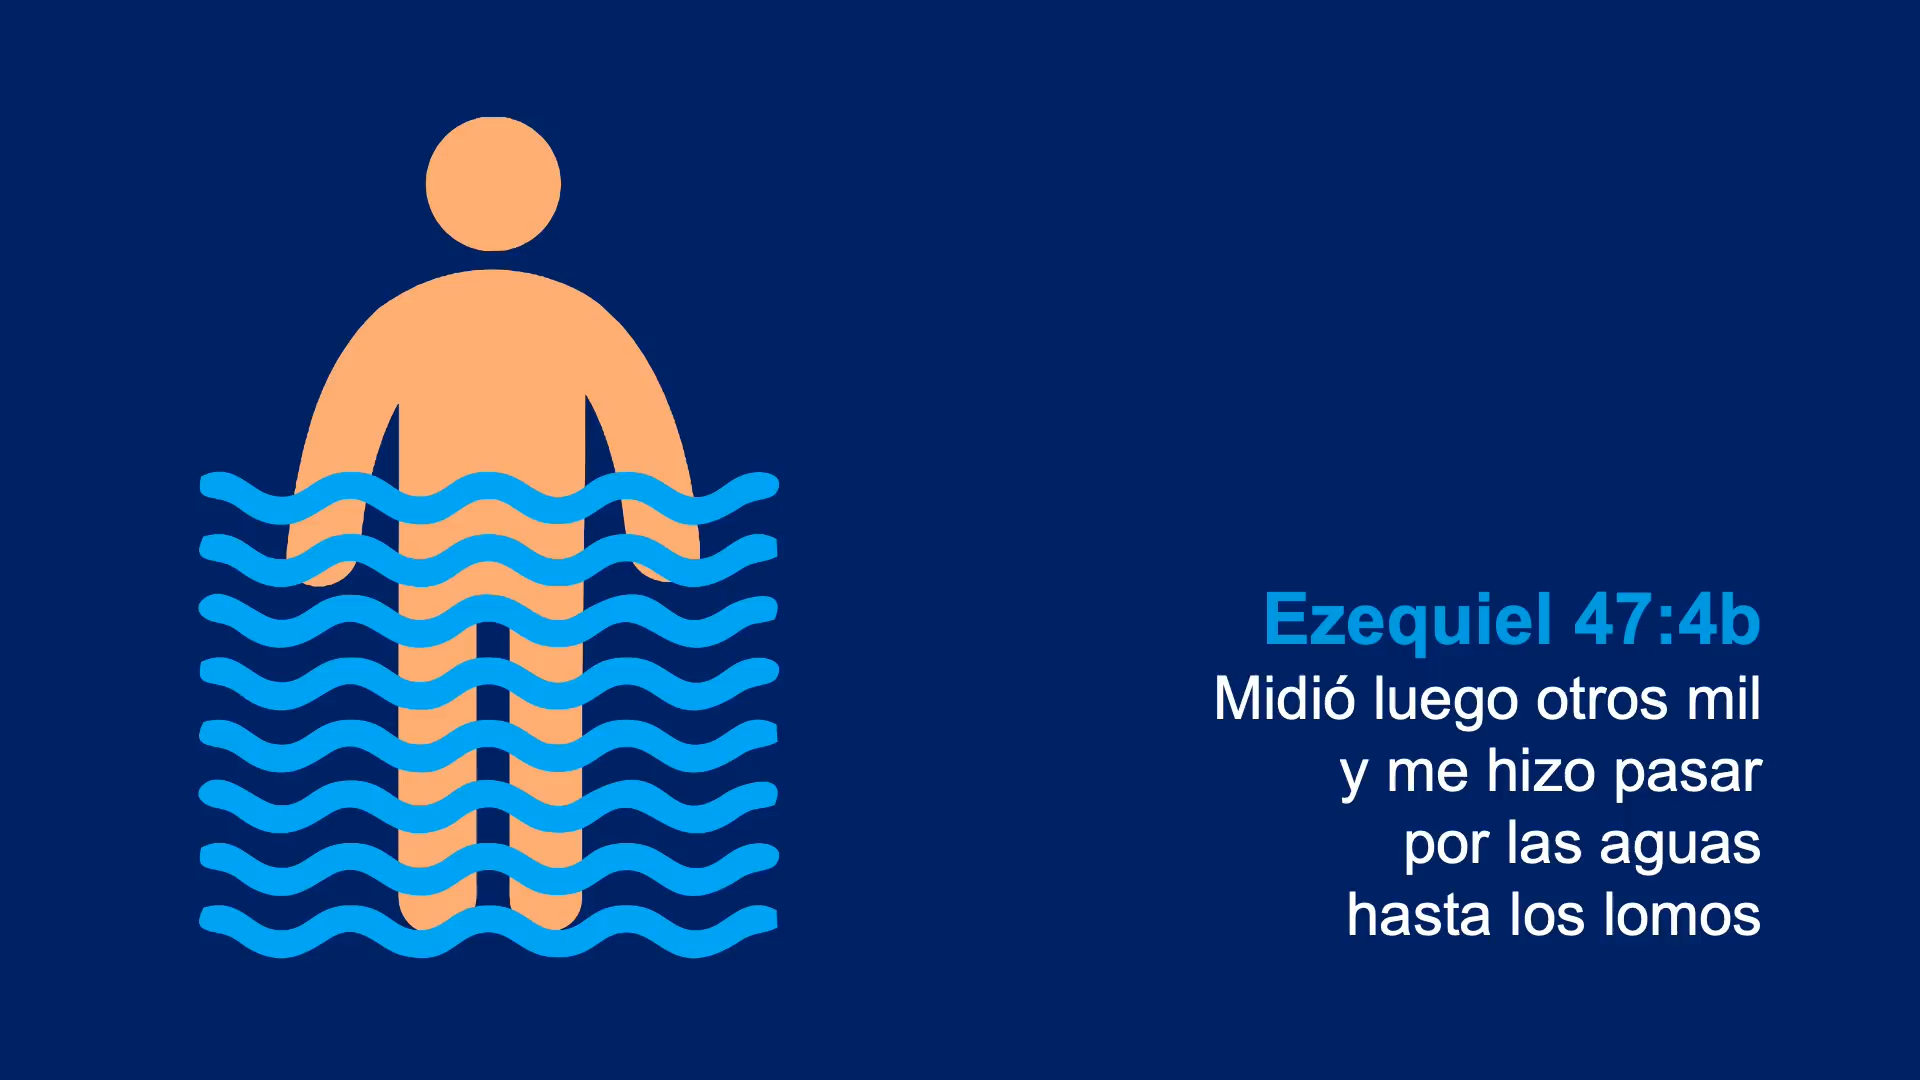 Ezequiel 47:4b
Midió luego otros mil
y me hizo pasar
por las aguas
hasta los lomos